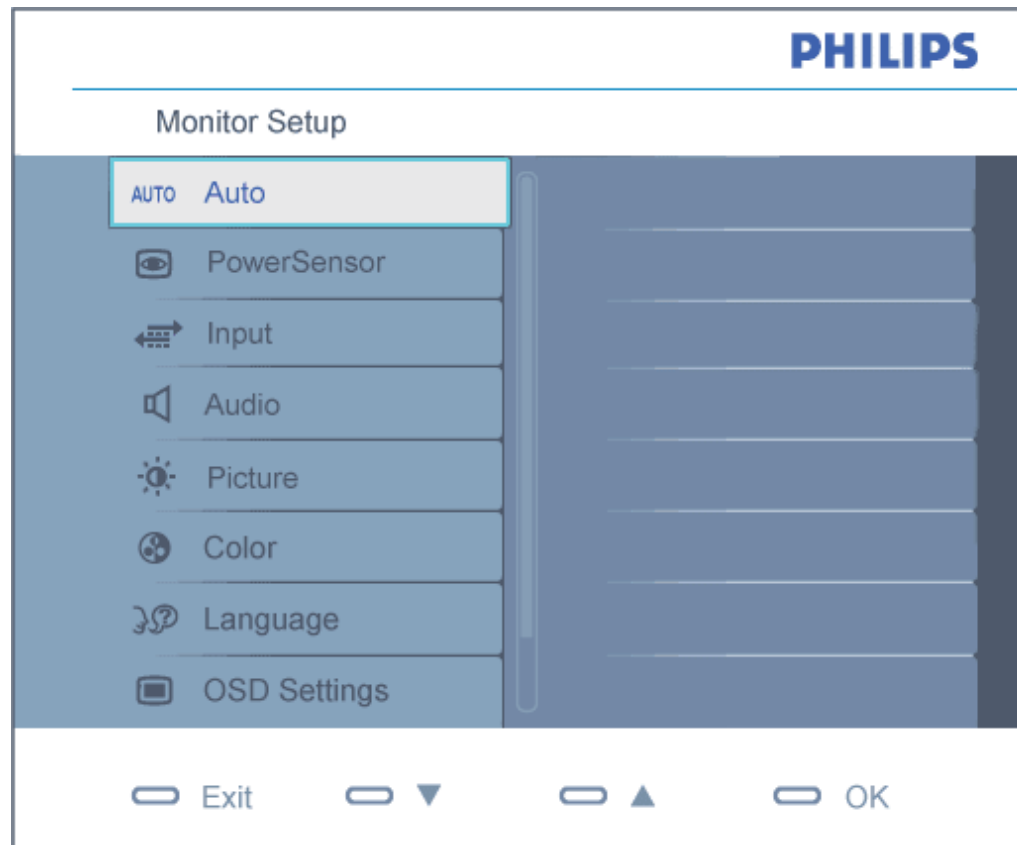 PHILIPS
Monitor Setup
AUTO Auto
PowerSensor
Input
Audio
Picture
Color
Language
OSD Settings
Exit ▼ ▲ OK